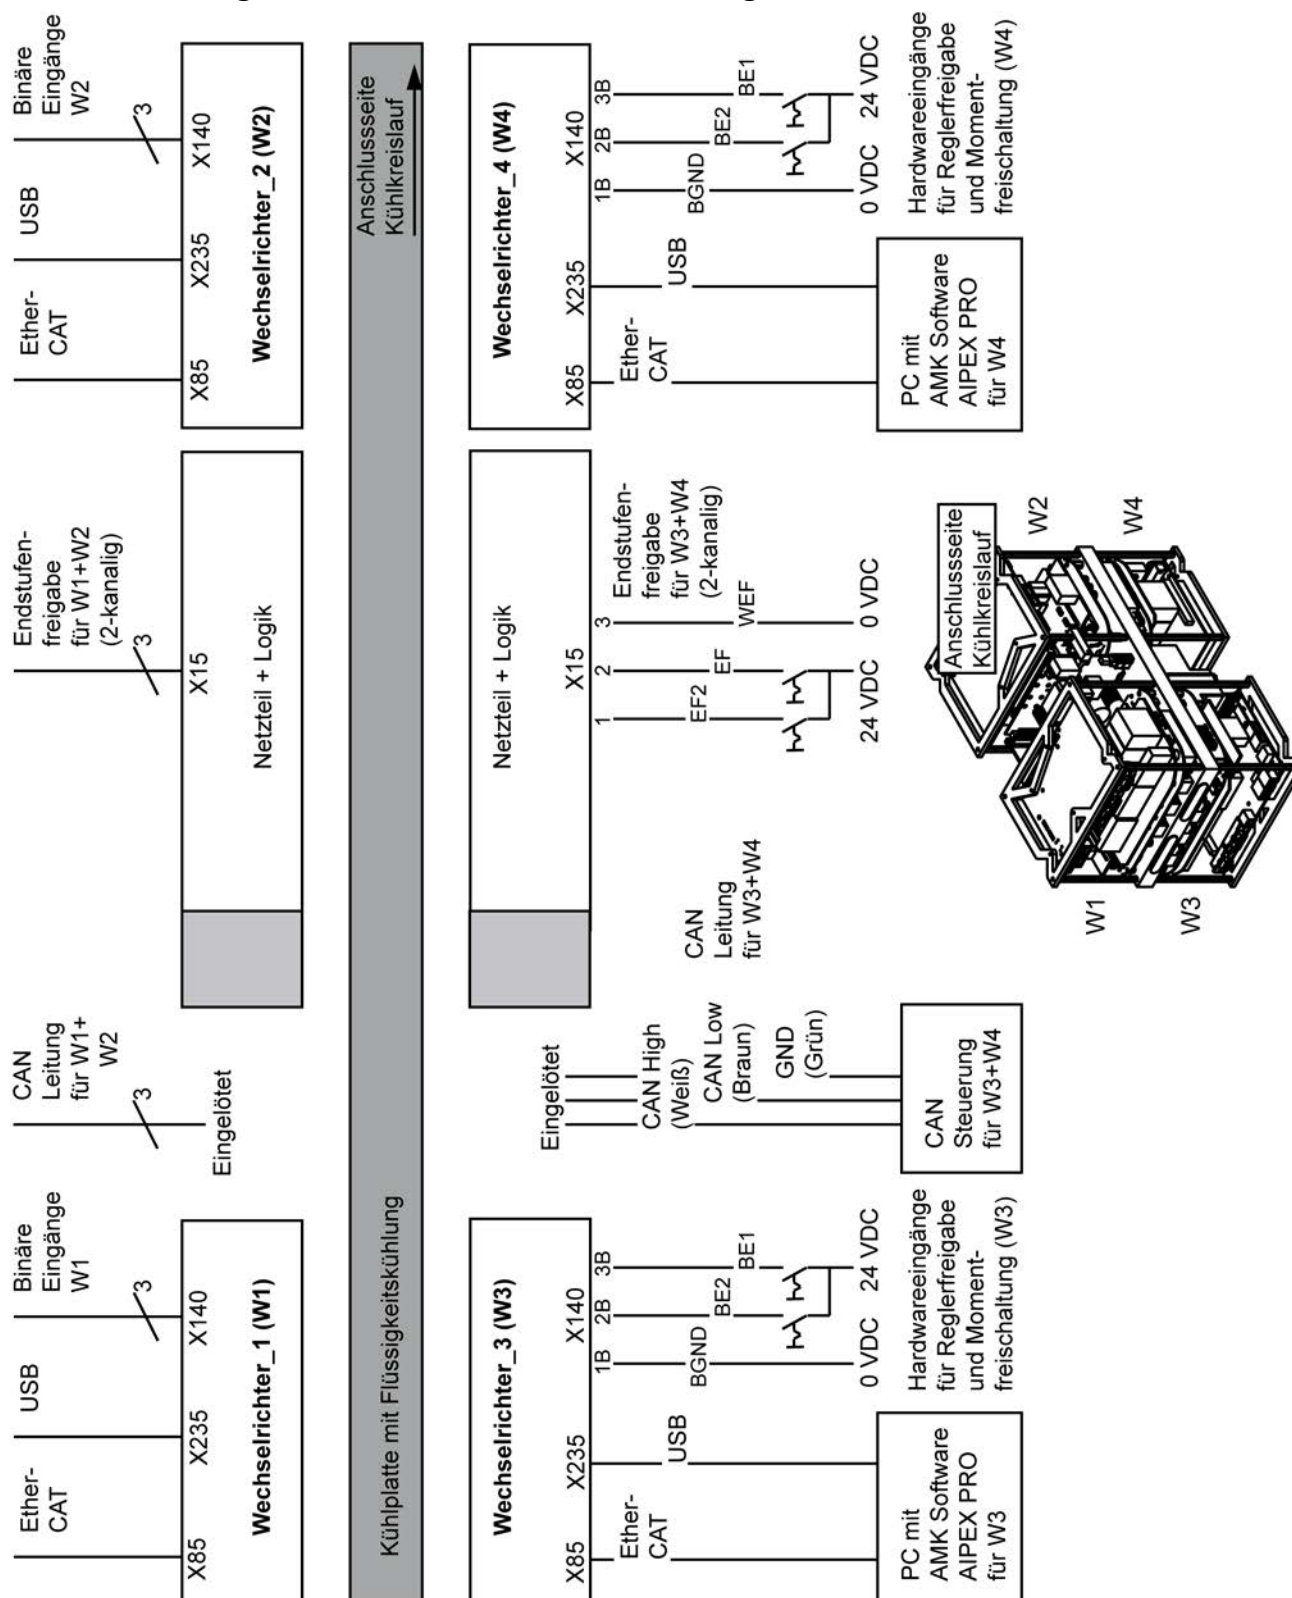 Ether-
CAT
USB
Binäre
Eingänge
W1
3
X85
X235
X140
Wechselrichter_1 (W1)
CAN
Leitung
für W1+
W2
3
Eingelötet
Endstufen-
freigabe
für W1+W2
(2-kanalig)
3
X15
Netzteil + Logik
Ether-
CAT
USB
Binäre
Eingänge
W2
3
X85
X235
X140
Wechselrichter_2 (W2)
Kühlplatte mit Flüssigkeitskühlung
Anschlussseite
Kühlkreislauf
Wechselrichter_3 (W3)
X85
X235
X140
1B
2B
3B
Ether-
CAT
USB
BGND
BE2
BE1
0 VDC
24 VDC
PC mit
AMK Software
AIPEX PRO
für W3
Hardwareeingänge
für Reglerfreigabe
und Moment-
freischaltung (W3)
Eingelötet
CAN High
(Weiß)
CAN Low
(Braun)
GND
(Grün)
CAN
Steuerung
für W3+W4
CAN
Leitung
für W3+W4
Netzteil + Logik
X15
1
2
3
EF2
EF
WEF
Endstufen-
freigabe
für W3+W4
(2-kanalig)
24 VDC
0 VDC
Wechselrichter_4 (W4)
X85
X235
X140
1B
2B
3B
Ether-
CAT
USB
BGND
BE2
BE1
0 VDC
24 VDC
PC mit
AMK Software
AIPEX PRO
für W4
Hardwareeingänge
für Reglerfreigabe
und Moment-
freischaltung (W4)
Anschlussseite
Kühlkreislauf
W1
W2
W3
W4